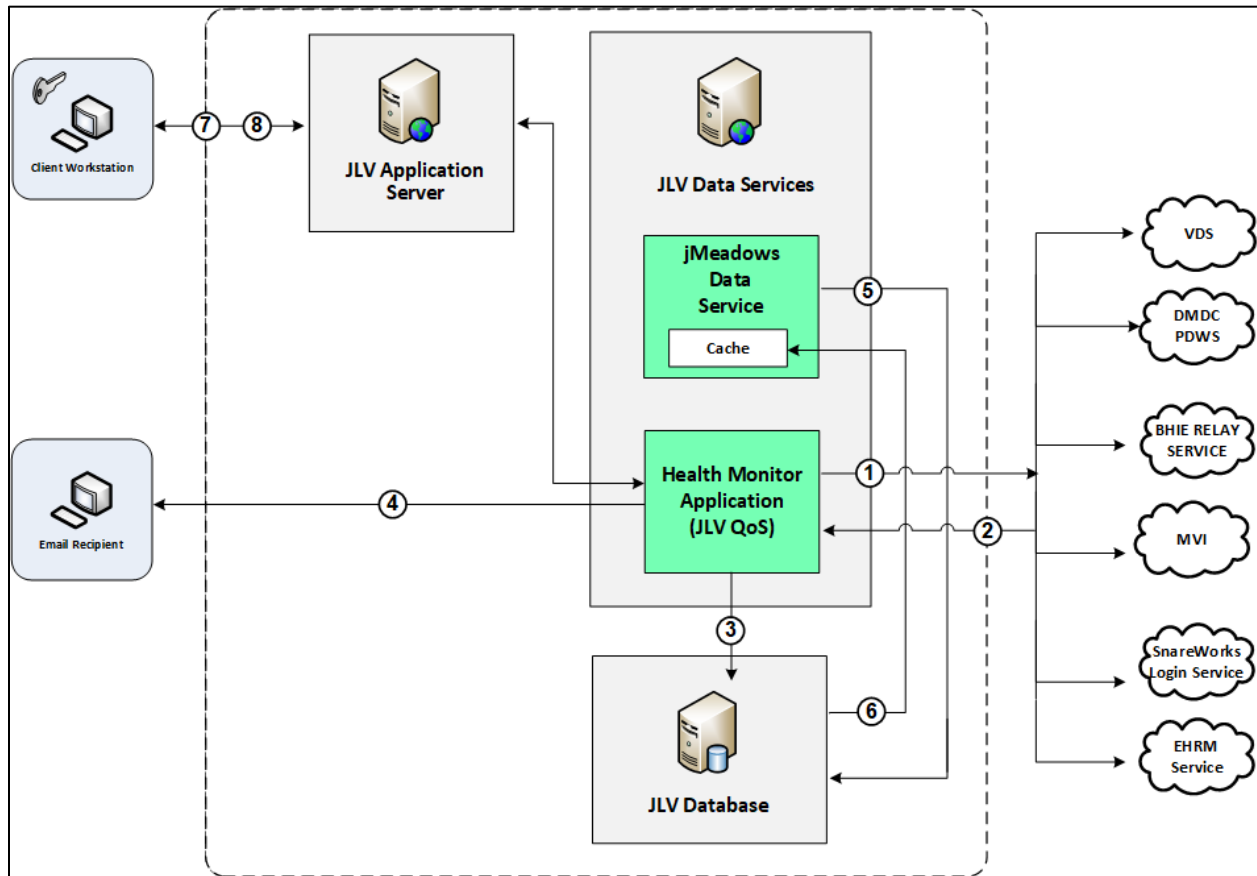 Client Workstation
7
8
JLV Application
Server
JLV Data Services
jMeadows
Data
Service
Cache
5
VDS
DMDC
PDWS
BHIE RELAY
SERVICE
Health Monitor
Application
(JLV QoS)
1
2
4
Email Recipient
MVI
3
SnareWorks
Login Service
6
EHRM
Service
JLV Database